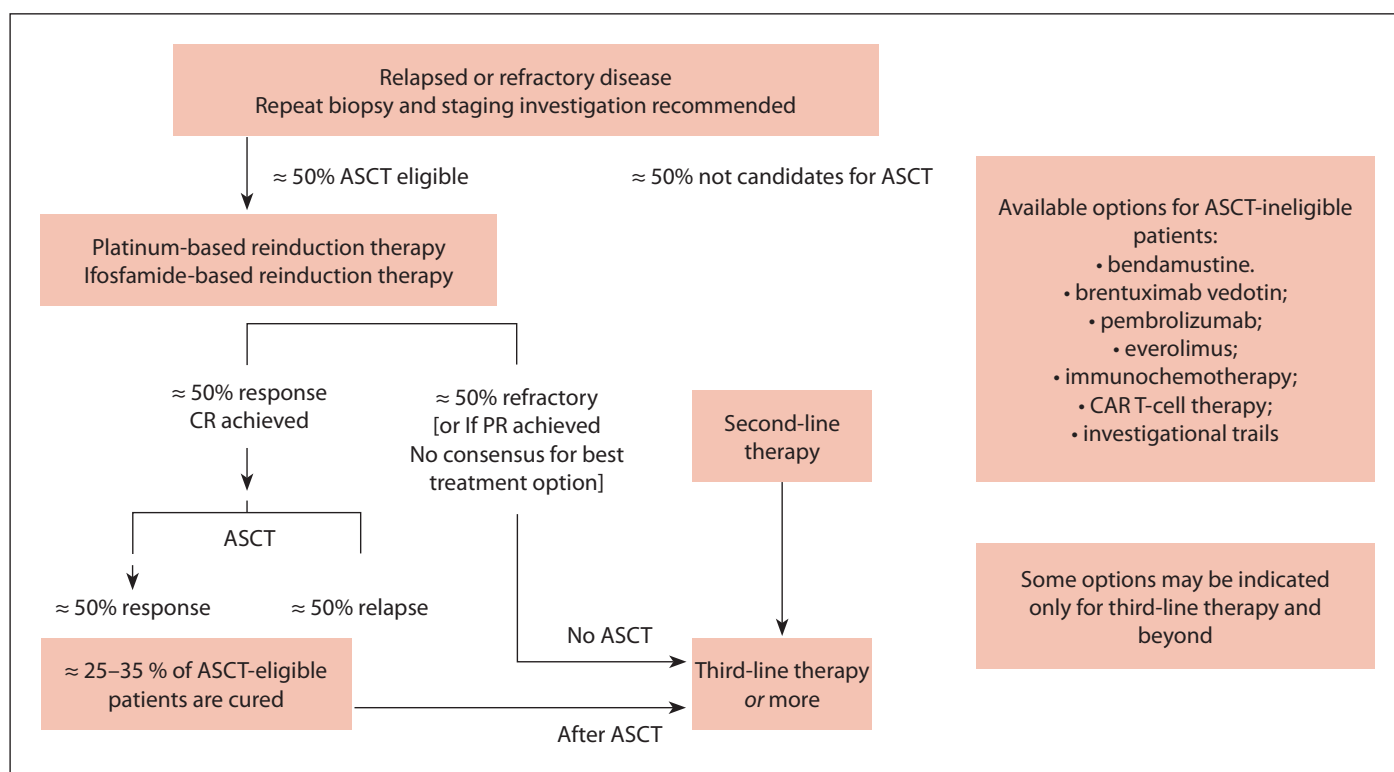 Relapsed or refractory disease
Repeat biopsy and staging investigation recommended
≈ 50% ASCT eligible
≈ 50% not candidates for ASCT
Platinum-based reinduction therapy
Ifosfamide-based reinduction therapy
≈ 50% response
CR achieved
≈ 50% refractory
[or If PR achieved
No consensus for best
treatment option]
ASCT
≈ 50% response
≈ 50% relapse
≈ 25–35 % of ASCT-eligible
patients are cured
No ASCT
After ASCT
Second-line
therapy
Third-line therapy
or more
Available options for ASCT-ineligible
patients:
• bendamustine.
• brentuximab vedotin;
• pembrolizumab;
• everolimus;
• immunochemotherapy;
• CAR T-cell therapy;
• investigational trails
Some options may be indicated
only for third-line therapy and
beyond